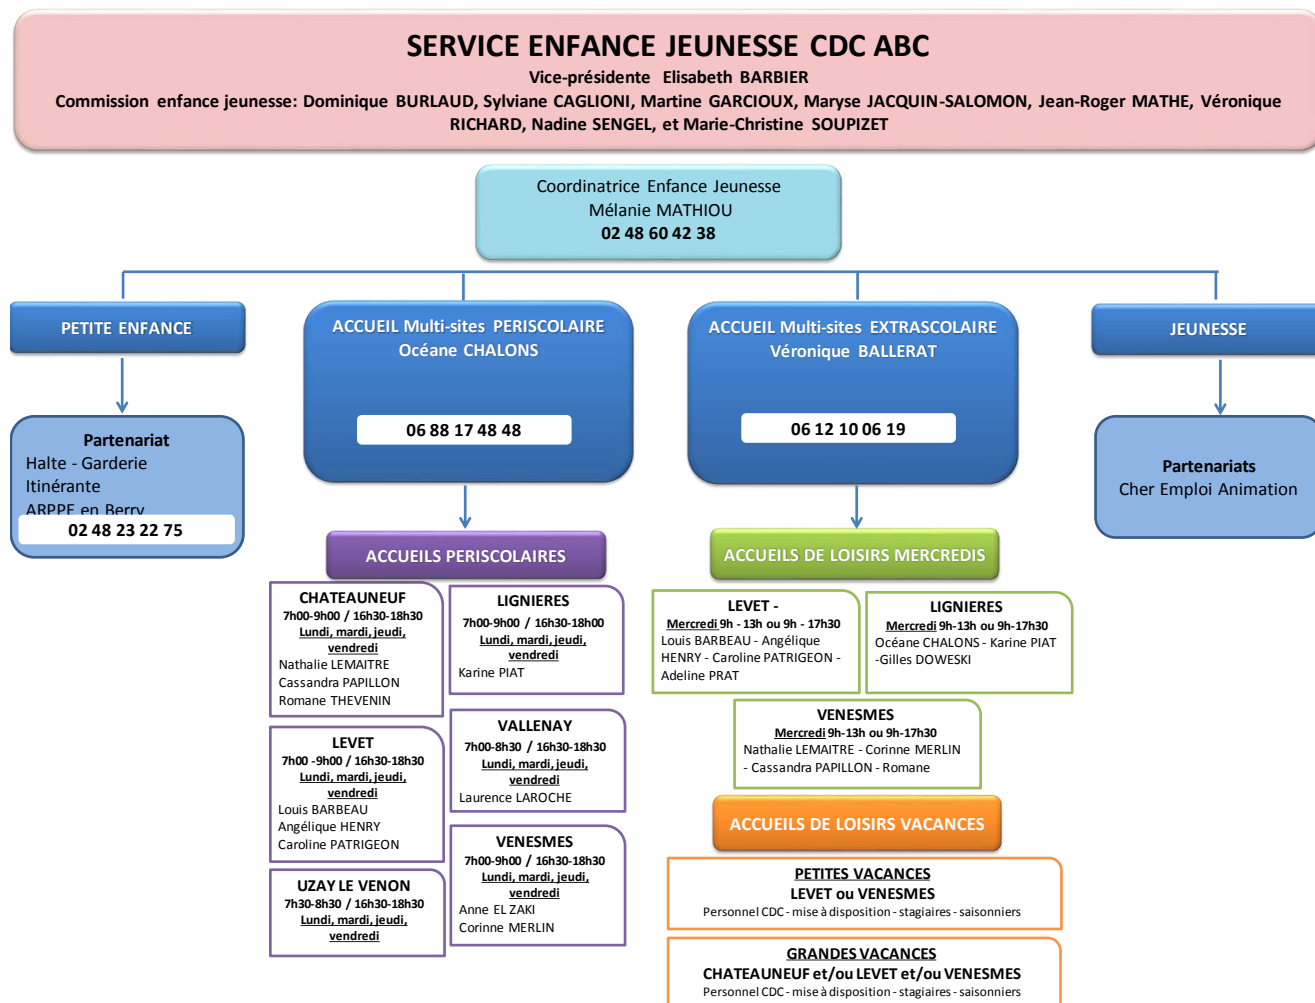 SERVICE ENFANCE JEUNESSE CDC ABC
Vice-présidente Elisabeth BARBIER
Commission enfance jeunesse: Dominique BURLAUD, Sylviane CAGLIONI, Martine GARCIOUX, Maryse JACQUIN-SALOMON, Jean-Roger MATHE, Véronique
RICHARD, Nadine SENGEL, et Marie-Christine SOUPIZET
Coordinatrice Enfance Jeunesse
Mélanie MATHIOU
02 48 60 42 38
PETITE ENFANCE
Partenariat
Halte - Garderie
Itinérante
ARPPE en Berry
02 48 23 22 75
ACCUEIL Multi-sites PERISCOLAIRE
Océane CHALONS
06 88 17 48 48
ACCUEIL Multi-sites EXTRASCOLAIRE
Véronique BALLERAT
06 12 10 06 19
JEUNESSE
Partenariats
Cher Emploi Animation
ACCUEILS PERISCOLAIRES
CHATEAUNEUF
7h00-9h00 / 16h30-18h30
Lundi, mardi, jeudi,
vendredi
Nathalie LEMAITRE
Cassandra PAPILLON
Romane THEVENIN
LEVET
7h00 -9h00 / 16h30-18h30
Lundi, mardi, jeudi,
vendredi
Louis BARBEAU
Angélique HENRY
Caroline PATRIGEON
UZAY LE VENON
7h30-8h30 / 16h30-18h30
Lundi, mardi, jeudi,
vendredi
LIGNIERES
7h00-9h00 / 16h30-18h00
Lundi, mardi, jeudi,
vendredi
Karine PIAT
VALLENAY
7h00-8h30 / 16h30-18h30
Lundi, mardi, jeudi,
vendredi
Laurence LAROCHE
VENESMES
7h00-9h00 / 16h30-18h30
Lundi, mardi, jeudi,
vendredi
Anne EL ZAKI
Corinne MERLIN
ACCUEILS DE LOISIRS MERCREDIS
LEVET -
Mercredi 9h - 13h ou 9h - 17h30
Louis BARBEAU - Angélique
HENRY - Caroline PATRIGEON -
Adeline PRAT
LIGNIERES
Mercredi 9h-13h ou 9h-17h30
Océane CHALONS - Karine PIAT
-Gilles DOWESKI
VENESMES
Mercredi 9h-13h ou 9h-17h30
Nathalie LEMAITRE - Corinne MERLIN
- Cassandra PAPILLON - Romane
ACCUEILS DE LOISIRS VACANCES
PETITES VACANCES
LEVET ou VENESMES
Personnel CDC - mise à disposition - stagiaires - saisonniers
GRANDES VACANCES
CHATEAUNEUF et/ou LEVET et/ou VENESMES
Personnel CDC - mise à disposition - stagiaires - saisonniers